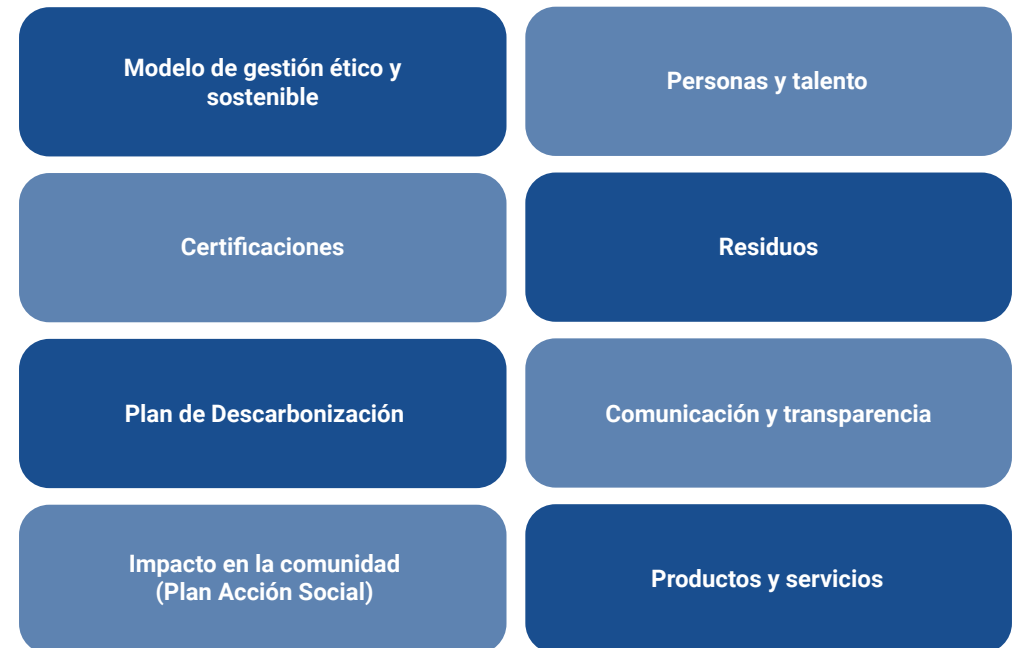 Modelo de gestión ético y
sostenible
Personas y talento
Certificaciones
Residuos
Plan de Descarbonización
Comunicación y transparencia
Impacto en la comunidad
(Plan Acción Social)
Productos y servicios